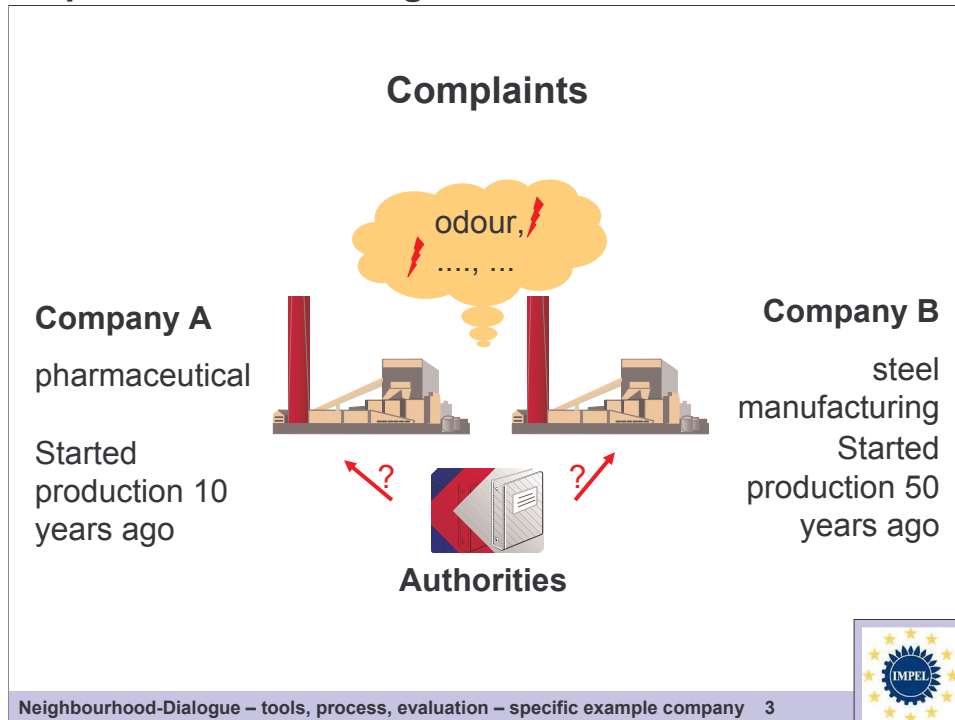 Complaints
odour,
...., ...
Company A
pharmaceutical
Started
production 10
years ago
Company B
steel
manufacturing
Started
production 50
years ago
?
?
Authorities
IMPEL
Neighbourhood-Dialogue – tools, process, evaluation – specific example company 3